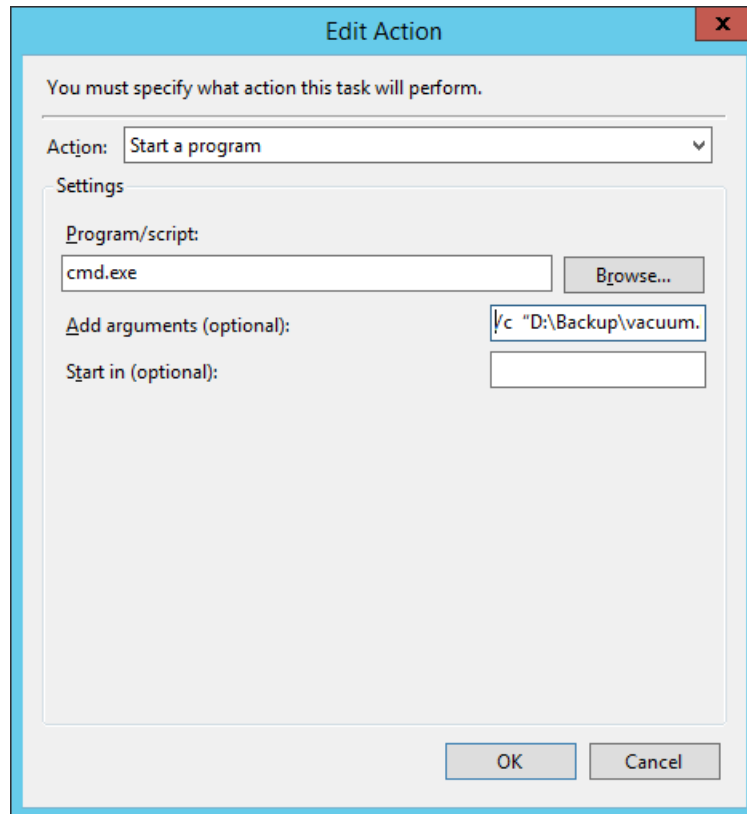 Edit Action
x
You must specify what action this task will perform.
Action: Start a program
Settings
Program/script:
cmd.exe Browse...
Add arguments (optional): /c “D:\Backup\vacuum.
Start in (optional):
OK Cancel